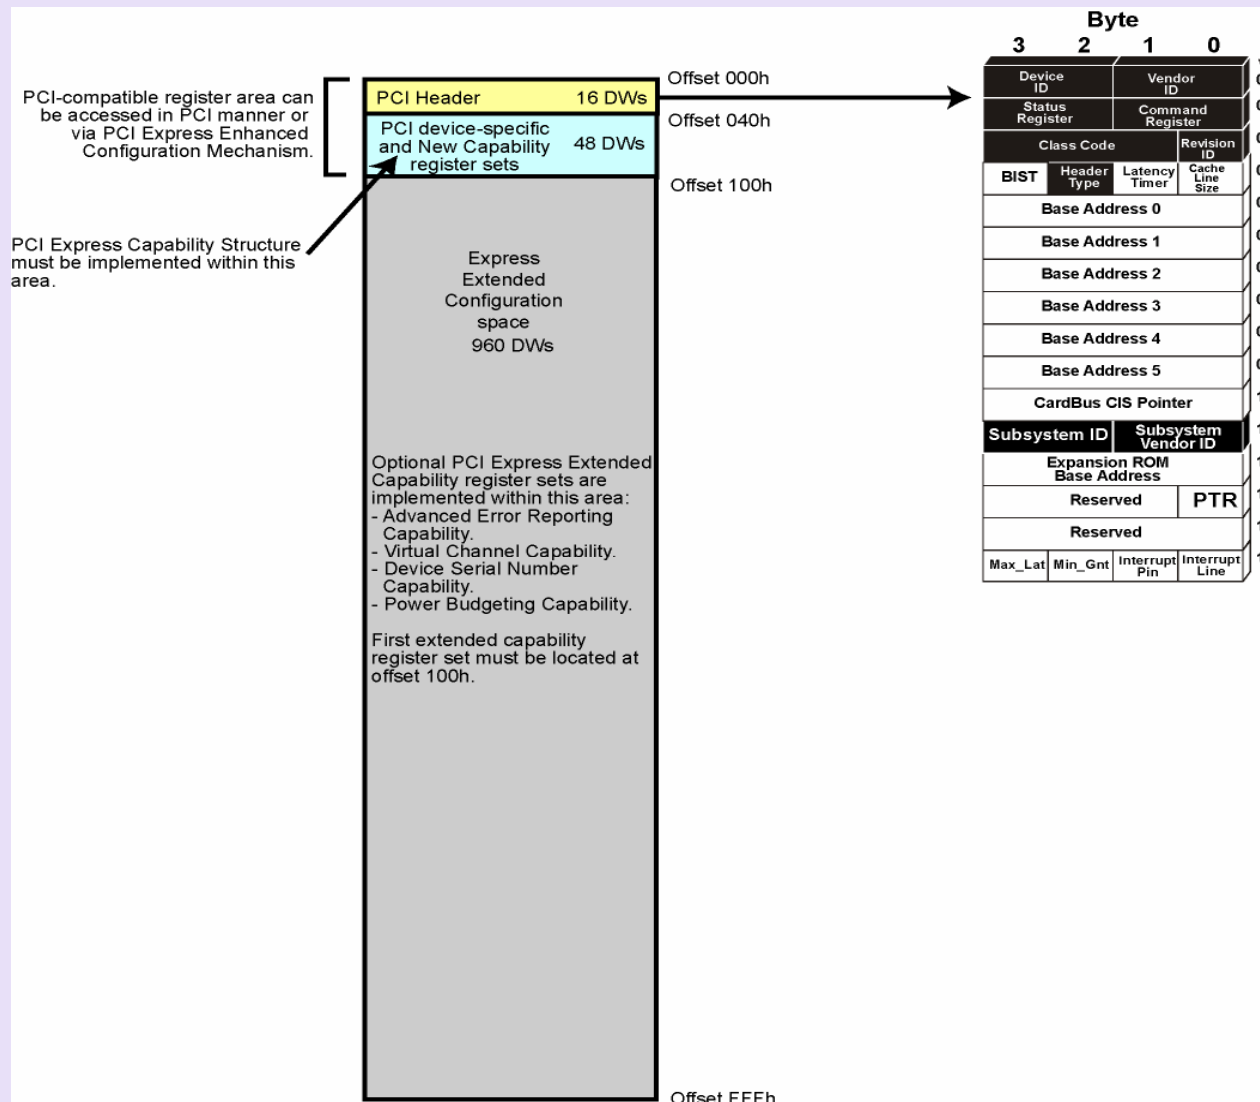 PCI-compatible register area can
be accessed in PCI manner or
via PCI Express Enhanced
Configuration Mechanism.
PCI Express Capability Structure
must be implemented within this
area.
PCI Header 16 DWs
PCI device-specific
and New Capability 48 DWs
register sets
Offset 000h
Offset 040h
Offset 100h
Express
Extended
Configuration
space
960 DWs
Optional PCI Express Extended
Capability register sets are
implemented within this area:
- Advanced Error Reporting
Capability.
- Virtual Channel Capability.
- Device Serial Number
Capability.
- Power Budgeting Capability.
First extended capability
register set must be located at
offset 100h.
Offset FFFh
Byte
3 2 1 0
Device
ID
Vendor
ID
Status
Register
Command
Register
Class Code
Revision
ID
BIST
Header
Type
Latency
Timer
Cache
Line
Size
Base Address 0
Base Address 1
Base Address 2
Base Address 3
Base Address 4
Base Address 5
CardBus CIS Pointer
Subsystem ID
Subsystem
Vendor ID
Expansion ROM
Base Address
Reserved PTR
Reserved
Max_Lat
Min_Gnt
Interrupt
Pin
Interrupt
Line